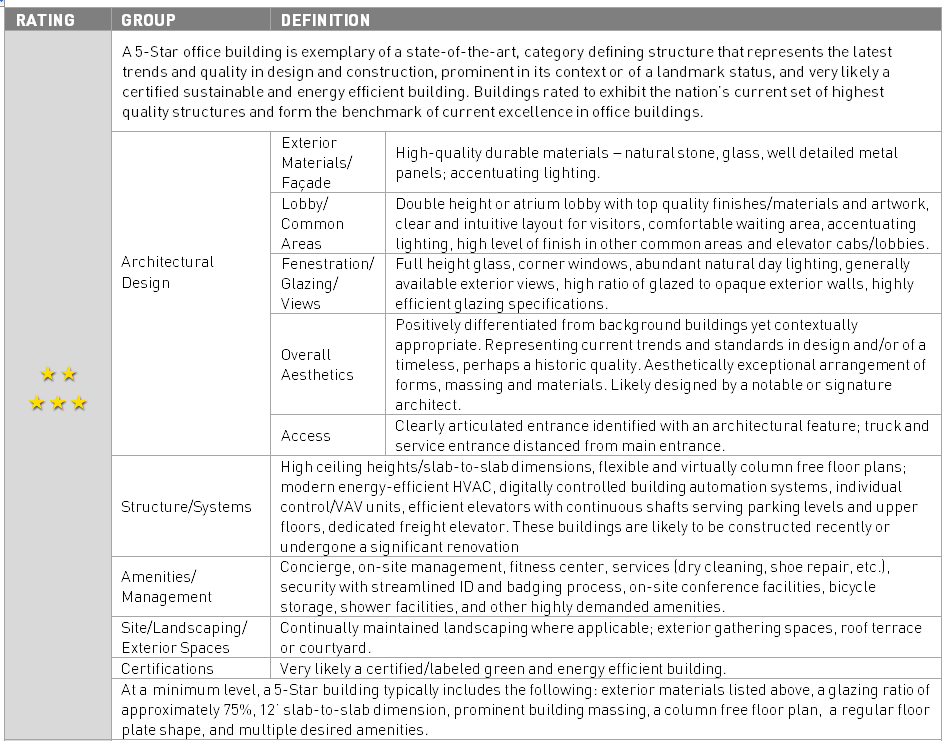 RATING GROUP DEFINITION
A 5-Star office building is exemplary of a state-of-the-art, category defining structure that represents the latest
trends and quality in design and construction, prominent in its context or of a landmark status, and very likely a
certified sustainable and energy efficient building. Buildings rated to exhibit the nation's current set of highest
quality structures and form the benchmark of current excellence in office buildings.
Architectural
Design
Exterior
Materials/
Façade
High-quality durable materials – natural stone, glass, well detailed metal
panels; accentuating lighting.
Lobby/
Common
Areas
Double height or atrium lobby with top quality finishes/materials and artwork,
clear and intuitive layout for visitors, comfortable waiting area, accentuating
lighting, high level of finish in other common areas and elevator cabs/lobbies.
Fenestration/
Glazing/
Views
Full height glass, corner windows, abundant natural day lighting, generally
available exterior views, high ratio of glazed to opaque exterior walls, highly
efficient glazing specifications.
Overall
Aesthetics
Positively differentiated from background buildings yet contextually
appropriate. Representing current trends and standards in design and/or of a
timeless, perhaps a historic quality. Aesthetically exceptional arrangement of
forms, massing and materials. Likely designed by a notable or signature
architect.
Access
Clearly articulated entrance identified with an architectural feature; truck and
service entrance distanced from main entrance.
Structure/Systems
High ceiling heights/slab-to-slab dimensions, flexible and virtually column free floor plans;
modern energy-efficient HVAC, digitally controlled building automation systems, individual
control/VAV units, efficient elevators with continuous shafts serving parking levels and upper
floors, dedicated freight elevator. These buildings are likely to be constructed recently or
undergone a significant renovation
Amenities/
Management
Concierge, on-site management, fitness center, services (dry cleaning, shoe repair, etc.),
security with streamlined ID and badging process, on-site conference facilities, bicycle
storage, shower facilities, and other highly demanded amenities.
Site/Landscaping/
Exterior Spaces
Continually maintained landscaping where applicable; exterior gathering spaces, roof terrace
or courtyard.
Certifications
Very likely a certified/labeled green and energy efficient building.
At a minimum level, a 5-Star building typically includes the following: exterior materials listed above, a glazing ratio of
approximately 75%, 12' slab-to-slab dimension, prominent building massing, a column free floor plan, a regular floor
plate shape, and multiple desired amenities.